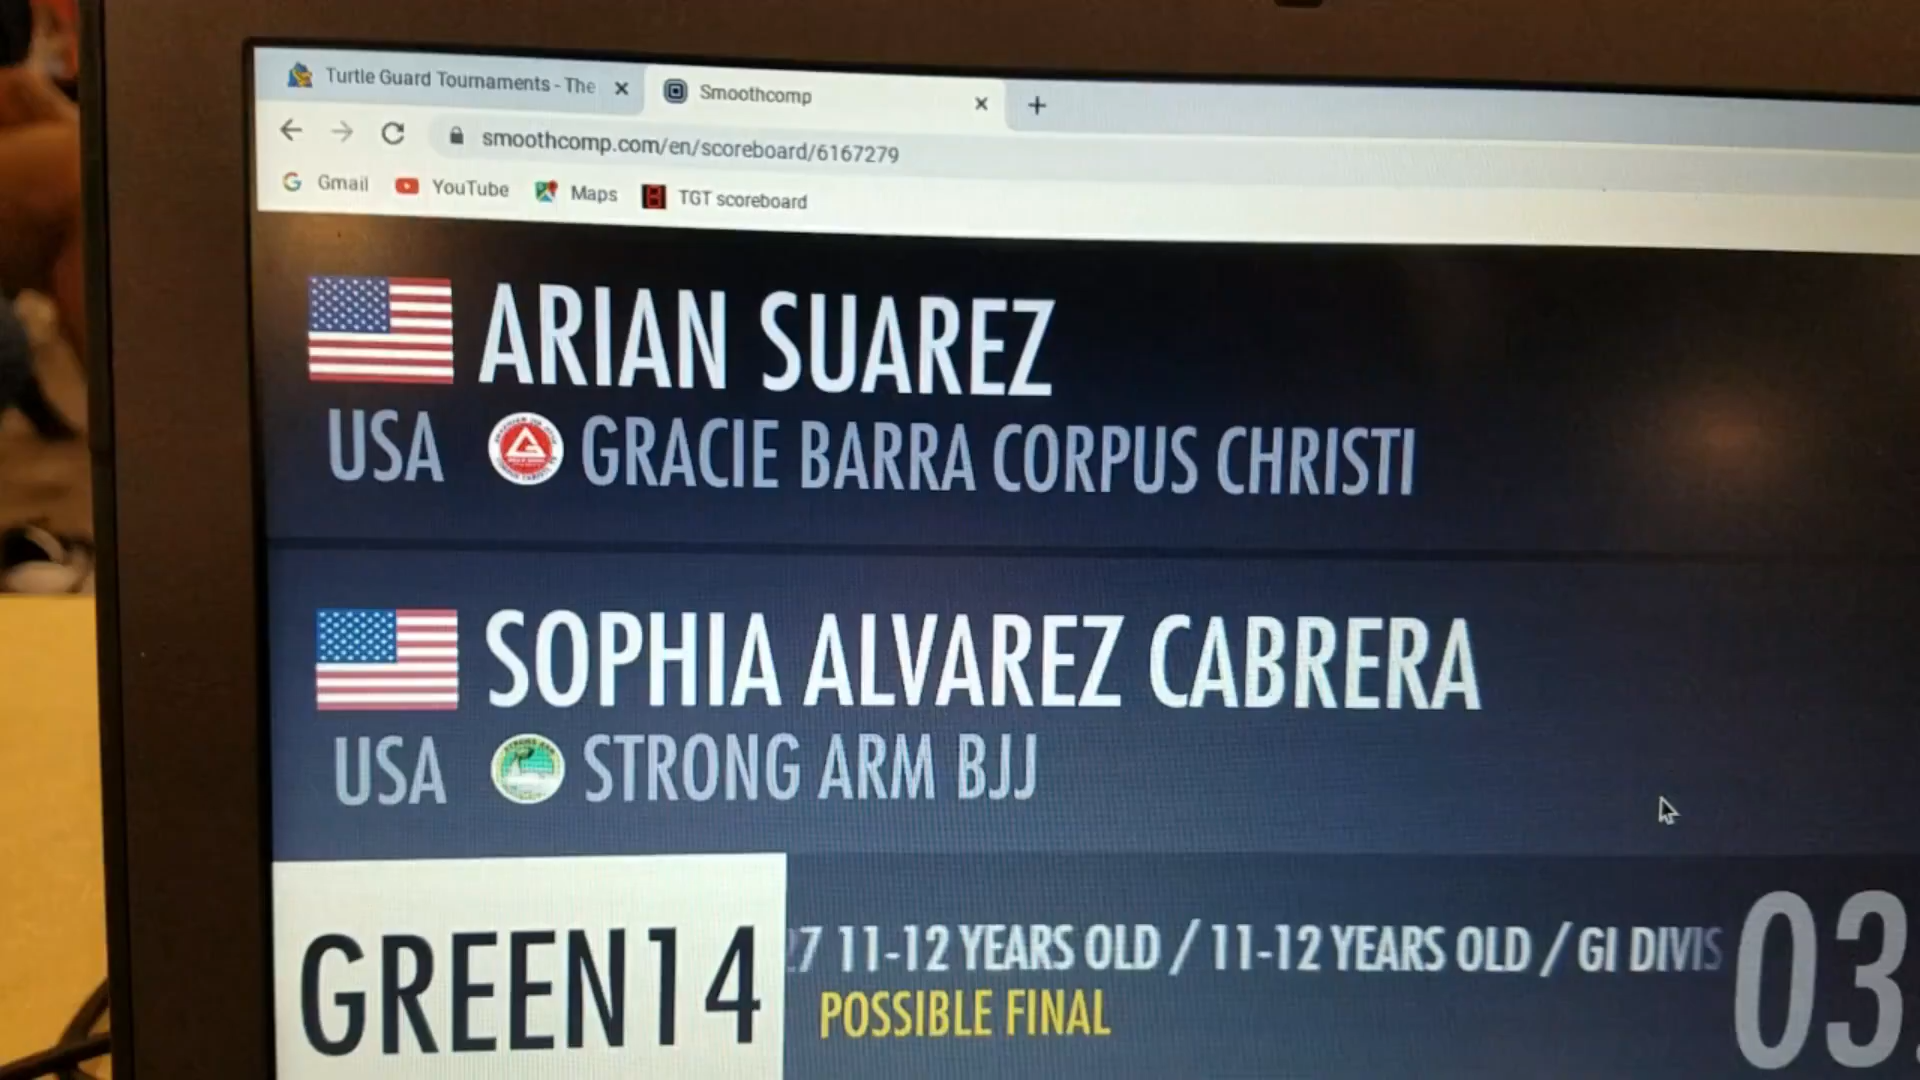 Turtle Guard Tournaments - The
Smoothcomp
smoothcomp.com/en/scoreboard/6167279
Gmail YouTube Maps TGT scoreboard
ARIAN SUAREZ
USA GRACIE BARRA CORPUS CHRISTI
SOPHIA ALVAREZ CABRERA
USA STRONG ARM BJJ
GREEN14
7 11-12 YEARS OLD / 11-12 YEARS OLD / GI DIVIS
POSSIBLE FINAL
03